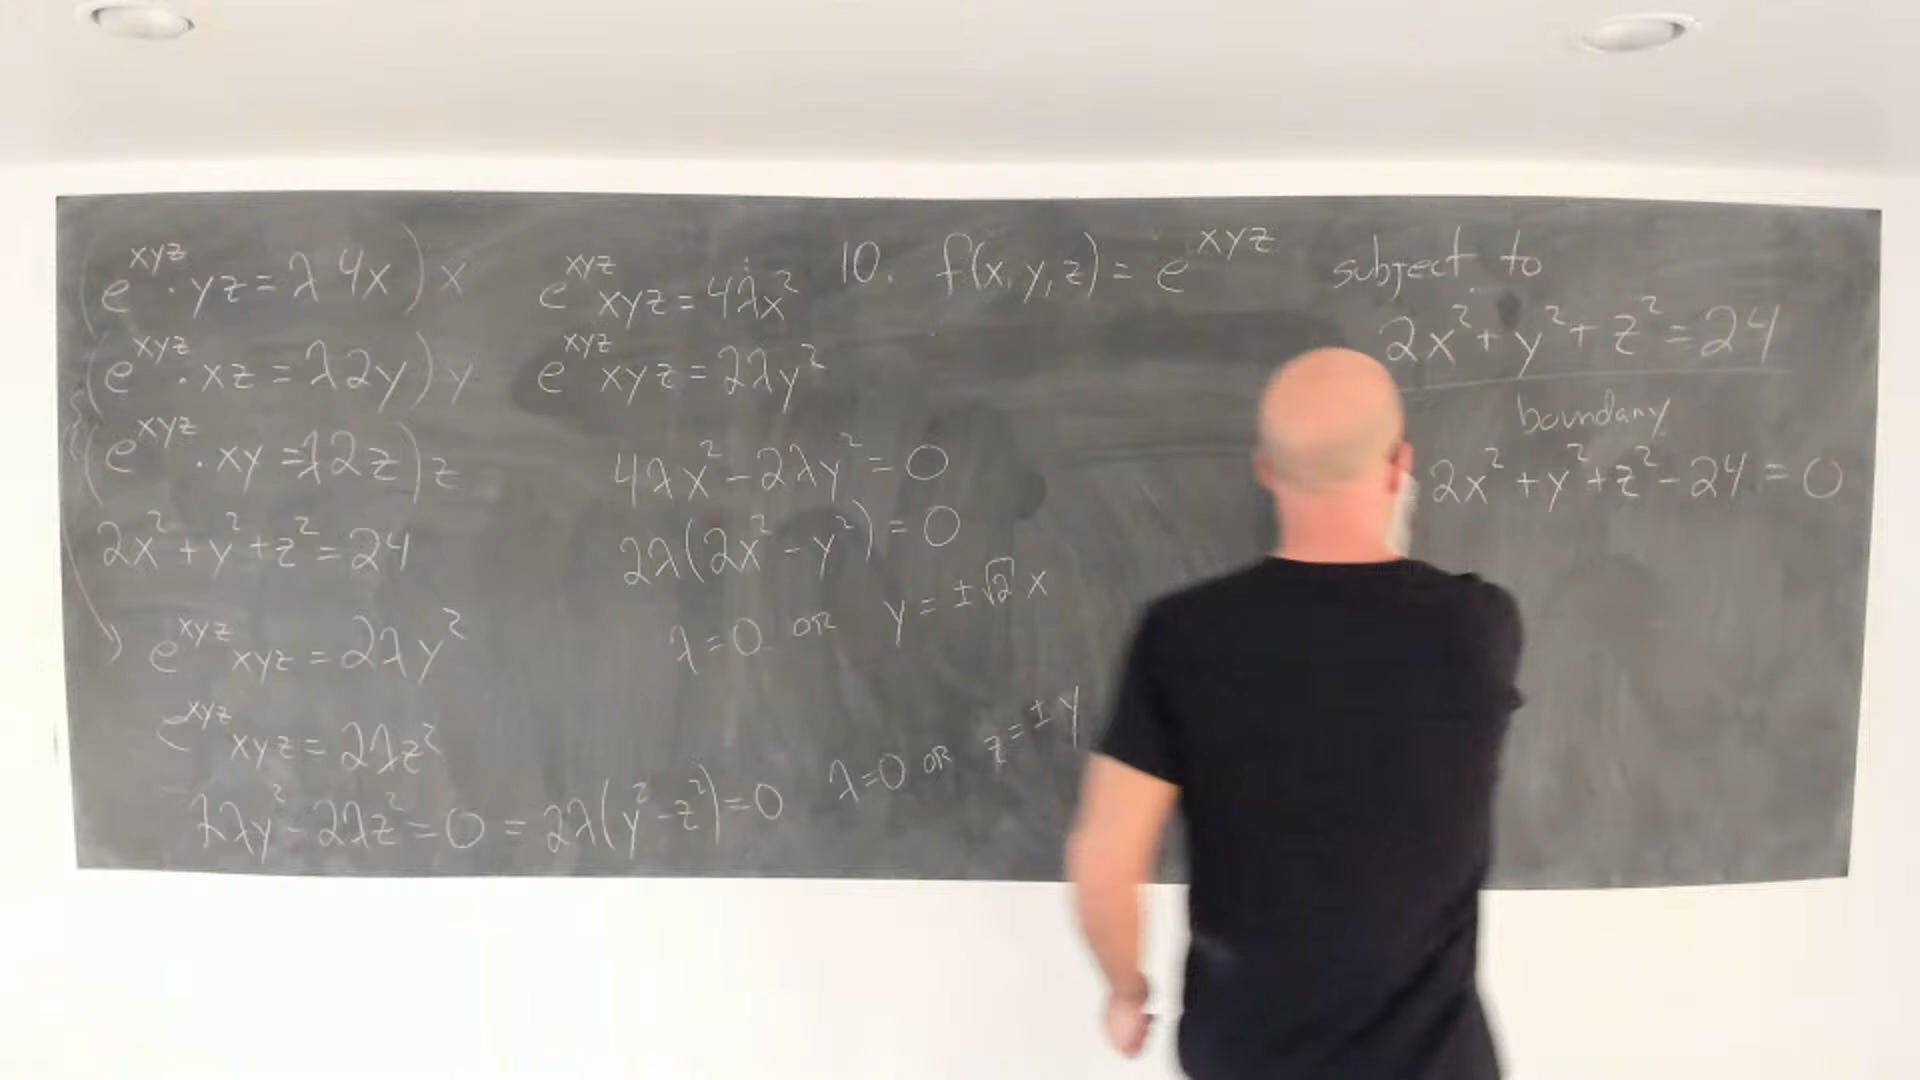 (e^{xyz} · yz = λ 4x) x
(e^{xyz} · xz = λ2y) y
(e^{xyz} · xy = λ2z) z
2x² + y² + z² = 24
e^{xyz} xyz = 2λy²
e^{xyz} xyz = 2λz²
2λy² - 2λz² = 0 = 2λ(y² - z²) = 0
λ = 0 OR z = ± y
e^{xyz} xyz = 4λx²
e^{xyz} xyz = 2λy²
4λx² - 2λy² = 0
2λ(2x² - y²) = 0
λ = 0 OR y = ±√2 x
10. f(x, y, z) = e^{xyz}
subject to
2x² + y² + z² = 24
boundary
2x² + y² + z² - 24 = 0